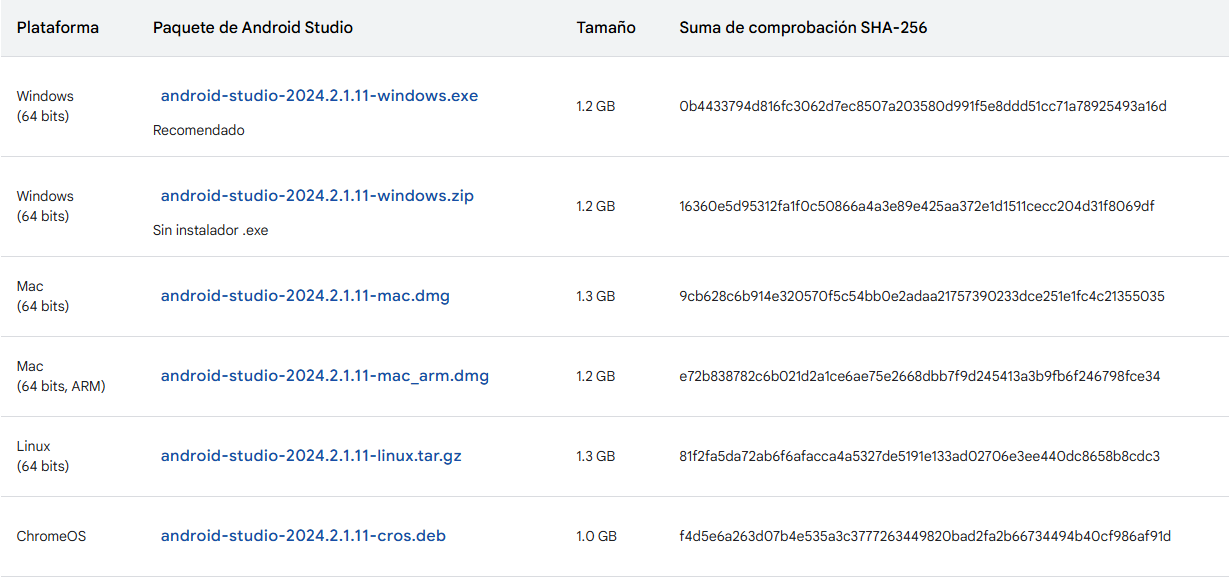 Plataforma Paquete de Android Studio Tamaño Suma de comprobación SHA-256
Windows
(64 bits)
android-studio-2024.2.1.11-windows.exe
Recomendado
1.2 GB
0b4433794d816fc3062d7ec8507a203580d991f5e8ddd51cc71a78925493a16d
Windows
(64 bits)
android-studio-2024.2.1.11-windows.zip
Sin instalador .exe
1.2 GB
16360e5d95312fa1f0c50866a4a3e89e425aa372e1d1511cecc204d31f8069df
Mac
(64 bits)
android-studio-2024.2.1.11-mac.dmg
1.3 GB
9cb628c6b914e320570f5c54bb0e2adaa21757390233dce251e1fc4c21355035
Mac
(64 bits, ARM)
android-studio-2024.2.1.11-mac_arm.dmg
1.2 GB
e72b838782c6b021d2a1ce6ae75e2668dbb7f9d245413a3b9fb6f246798fce34
Linux
(64 bits)
android-studio-2024.2.1.11-linux.tar.gz
1.3 GB
81f2fa5da72ab6f6afacca4a5327de5191e133ad02706e3ee440dc8658b8cdc3
ChromeOS
android-studio-2024.2.1.11-cros.deb
1.0 GB
f4d5e6a263d07b4e535a3c3777263449820bad2fa2b66734494b40cf986af91d